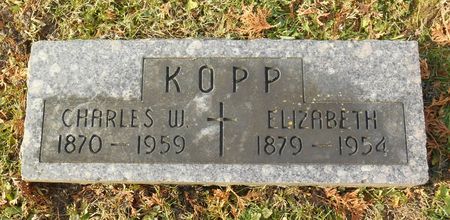 KOPP
CHARLES W. ELIZABETH
1870 – 1959 1879 – 1954